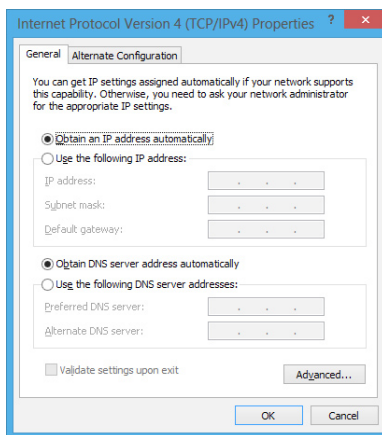 Internet Protocol Version 4 (TCP/IPv4) Properties ? ×
General Alternate Configuration
You can get IP settings assigned automatically if your network supports
this capability. Otherwise, you need to ask your network administrator
for the appropriate IP settings.
Obtain an IP address automatically
Use the following IP address:
IP address: . . .
Subnet mask: . . .
Default gateway: . . .
Obtain DNS server address automatically
Use the following DNS server addresses:
Preferred DNS server: . . .
Alternate DNS server: . . .
Validate settings upon exit
Advanced...
OK Cancel